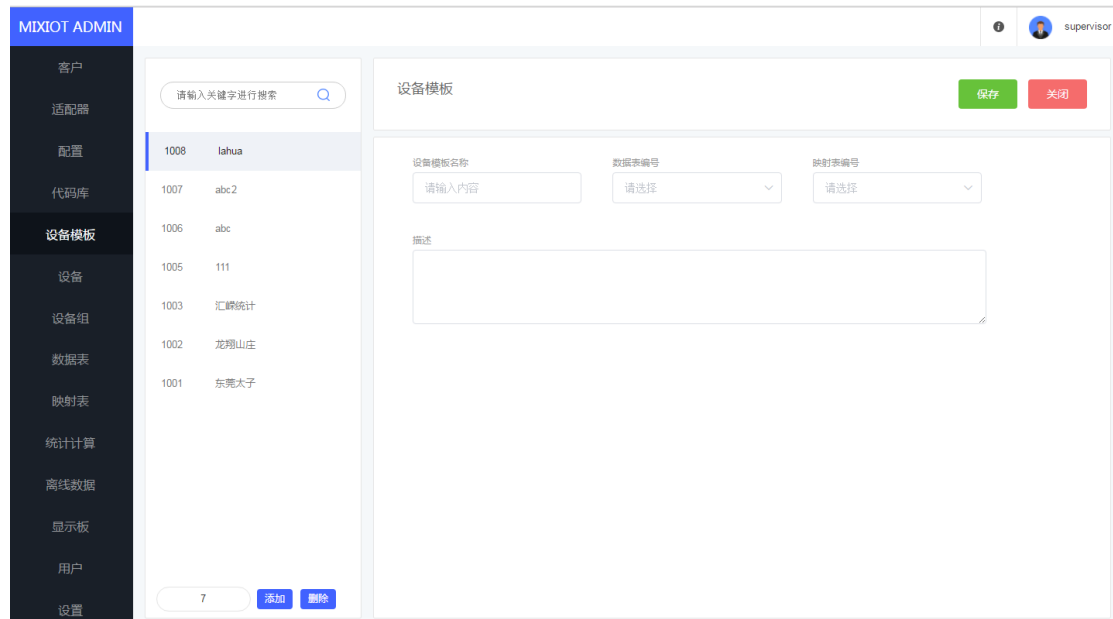 MIXIOT ADMIN
supervisor
客户
适配器
配置
代码库
设备模板
设备
设备组
数据表
映射表
统计计算
离线数据
显示板
用户
设置
请输入关键字进行搜索
1008 lahua
1007 abc2
1006 abc
1005 111
1003 汇嵘统计
1002 龙翔山庄
1001 东莞太子
7 添加 删除
设备模板
保存 关闭
设备模板名称 数据表编号 映射表编号
请输入内容 请选择 请选择
描述